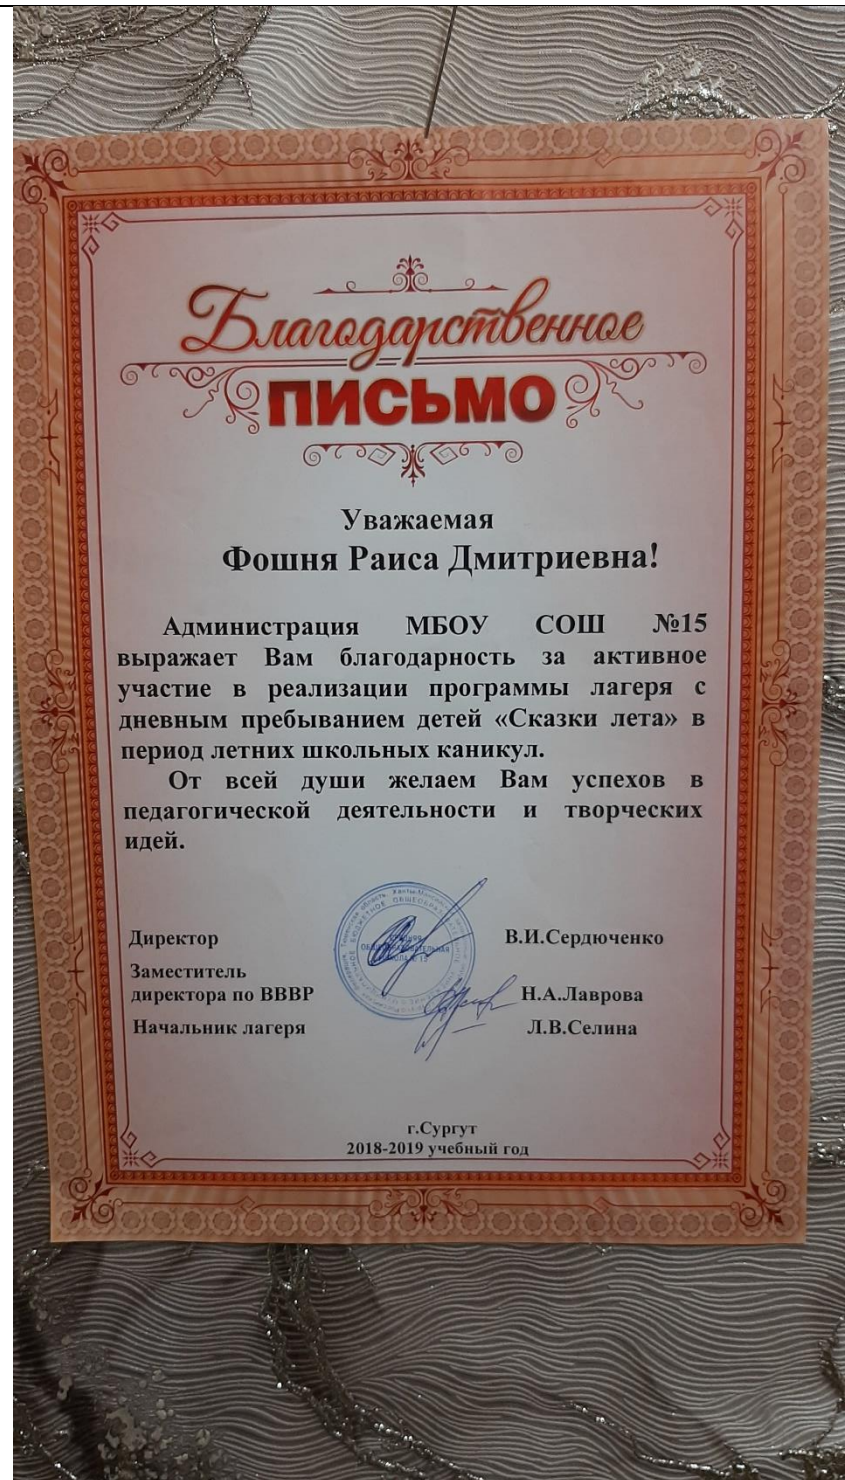 Благодарственное
ПИСЬМО
Уважаемая
Фошня Раиса Дмитриевна!
Администрация МБОУ СОШ №15
выражает Вам благодарность за активное
участие в реализации программы лагеря с
дневным пребыванием детей «Сказки лета» в
период летних школьных каникул.
От всей души желаем Вам успехов в
педагогической деятельности и творческих
идей.
Директор В.И.Сердюченко
Заместитель
директора по ВВВР Н.А.Лаврова
Начальник лагеря Л.В.Селина
г.Сургут
2018-2019 учебный год